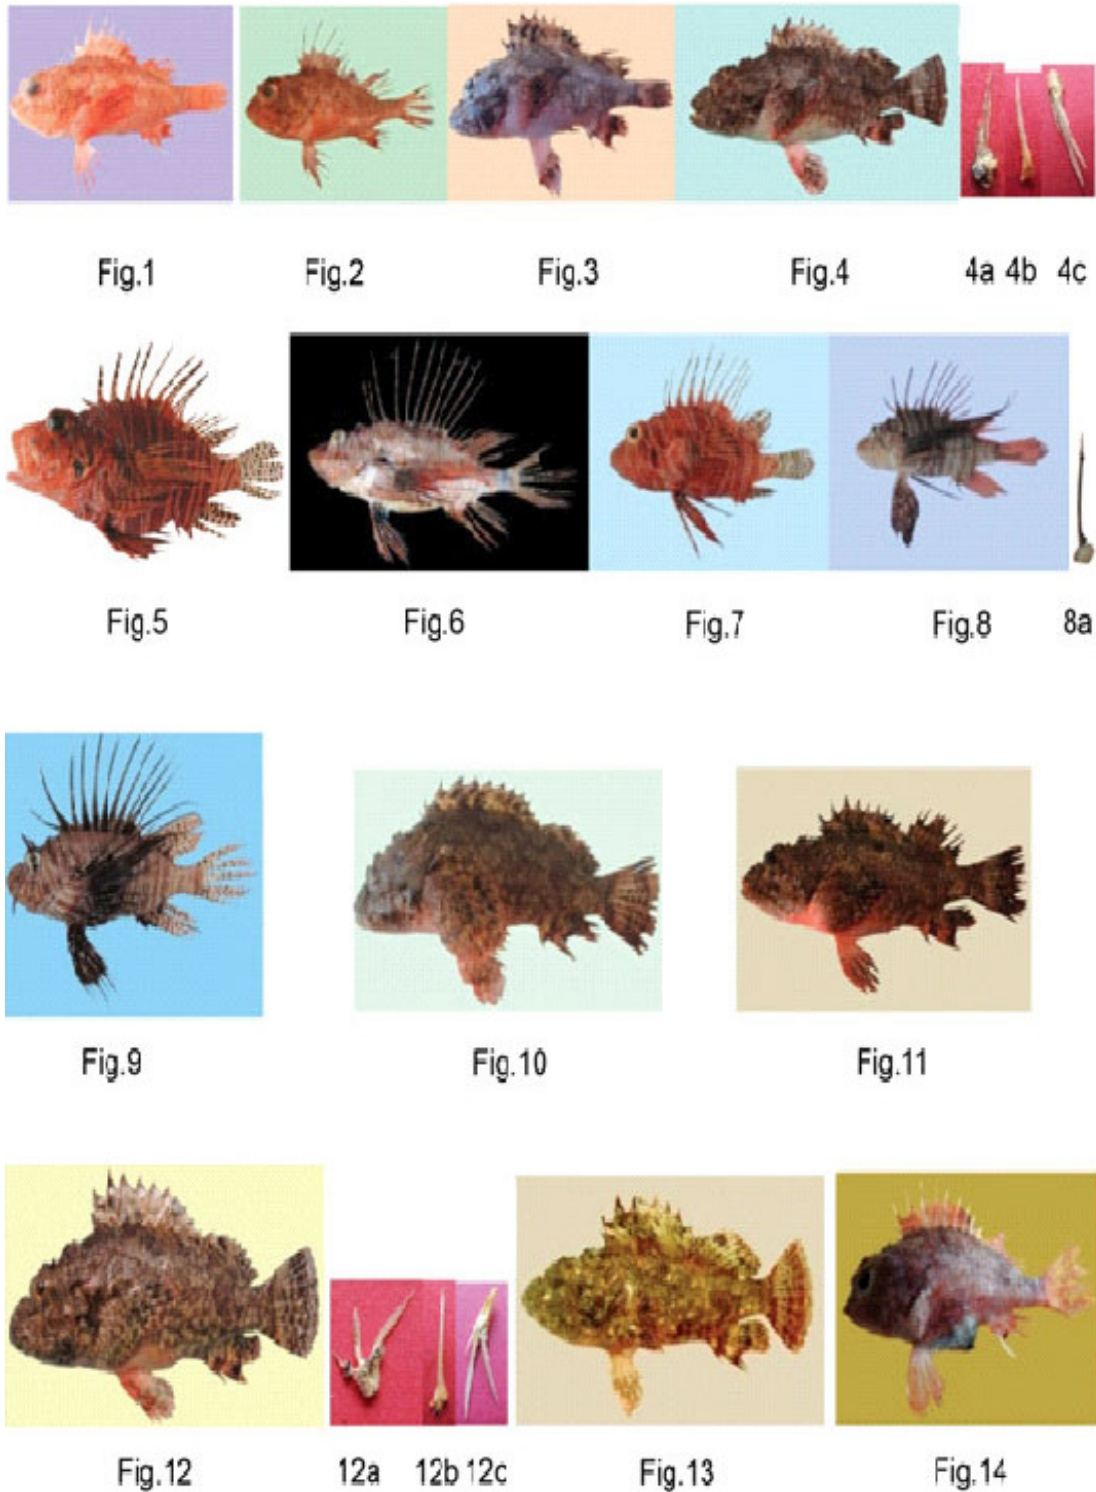 Fig.1 Fig.2 Fig.3 Fig.4 4a 4b 4c
Fig.5 Fig.6 Fig.7 Fig.8 8a
Fig.9 Fig.10 Fig.11
Fig.12 12a 12b 12c Fig.13 Fig.14